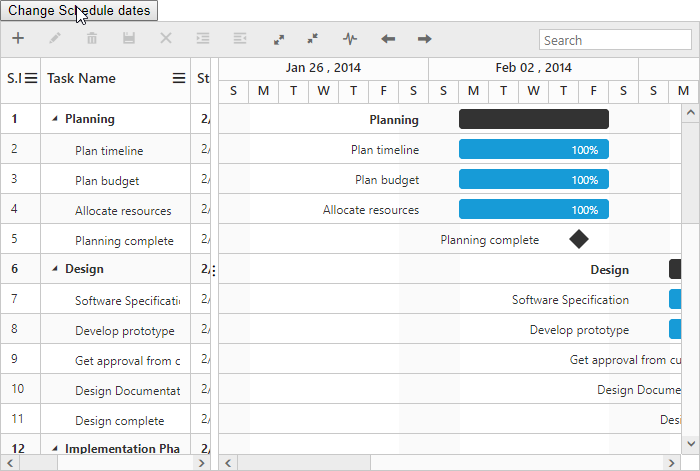 Change Schedule dates
Search
S.I Task Name St
Jan 26 , 2014 Feb 02 , 2014
S M T W T F S S M T W T F S S M
1 Planning 2/ Planning
2 Plan timeline 2/ Plan timeline 100%
3 Plan budget 2/ Plan budget 100%
4 Allocate resources 2/ Allocate resources 100%
5 Planning complete 2/ Planning complete
6 Design 2/ Design
7 Software Specificati 2/ Software Specification
8 Develop prototype 2/ Develop prototype
9 Get approval from c 2/ Get approval from cu
10 Design Documentat 2/ Design Docume
11 Design complete 2/ Desi
12 Implementation Pha 2/